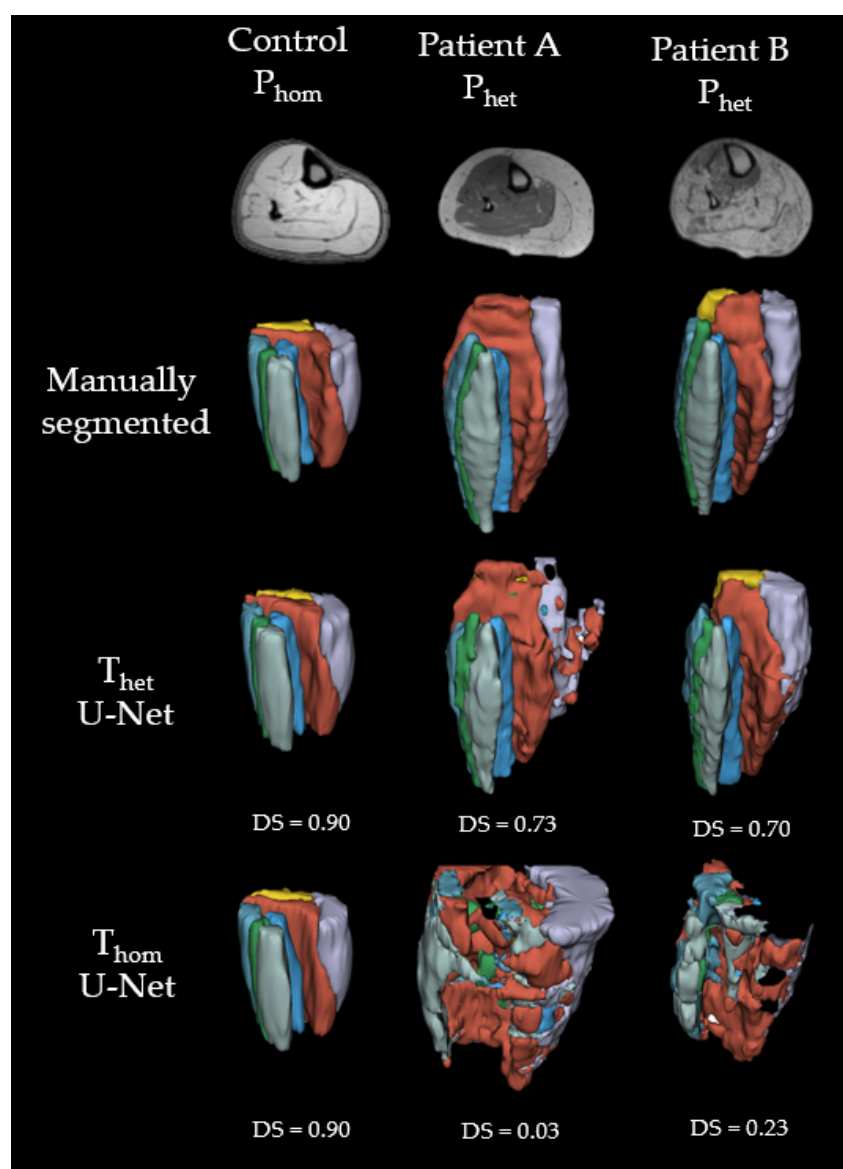 Control
P_hom
Patient A
P_het
Patient B
P_het
Manually
segmented
T_het
U-Net
DS = 0.90
DS = 0.73
DS = 0.70
T_hom
U-Net
DS = 0.90
DS = 0.03
DS = 0.23